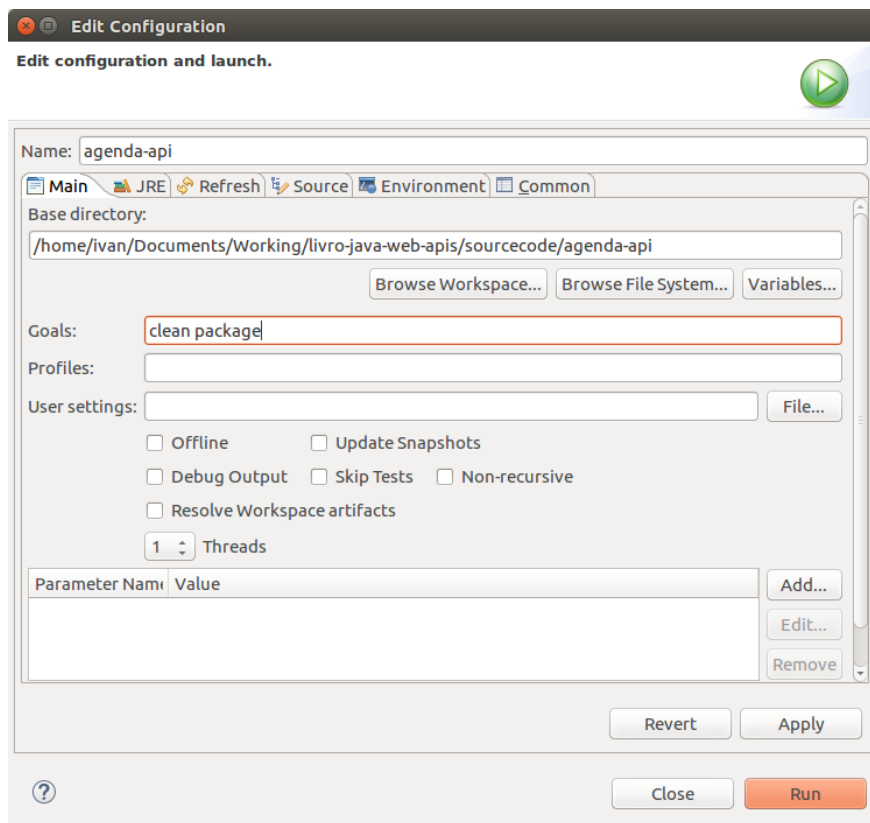 Edit Configuration
Edit configuration and launch.
Name: agenda-api
Main JRE Refresh Source Environment Common
Base directory:
/home/ivan/Documents/Working/livro-java-web-apis/sourcecode/agenda-api
Browse Workspace... Browse File System... Variables...
Goals: clean package
Profiles:
User settings: File...
Offline Update Snapshots
Debug Output Skip Tests Non-recursive
Resolve Workspace artifacts
1 Threads
Parameter Name Value Add...
Edit...
Remove
Revert Apply
? Close Run